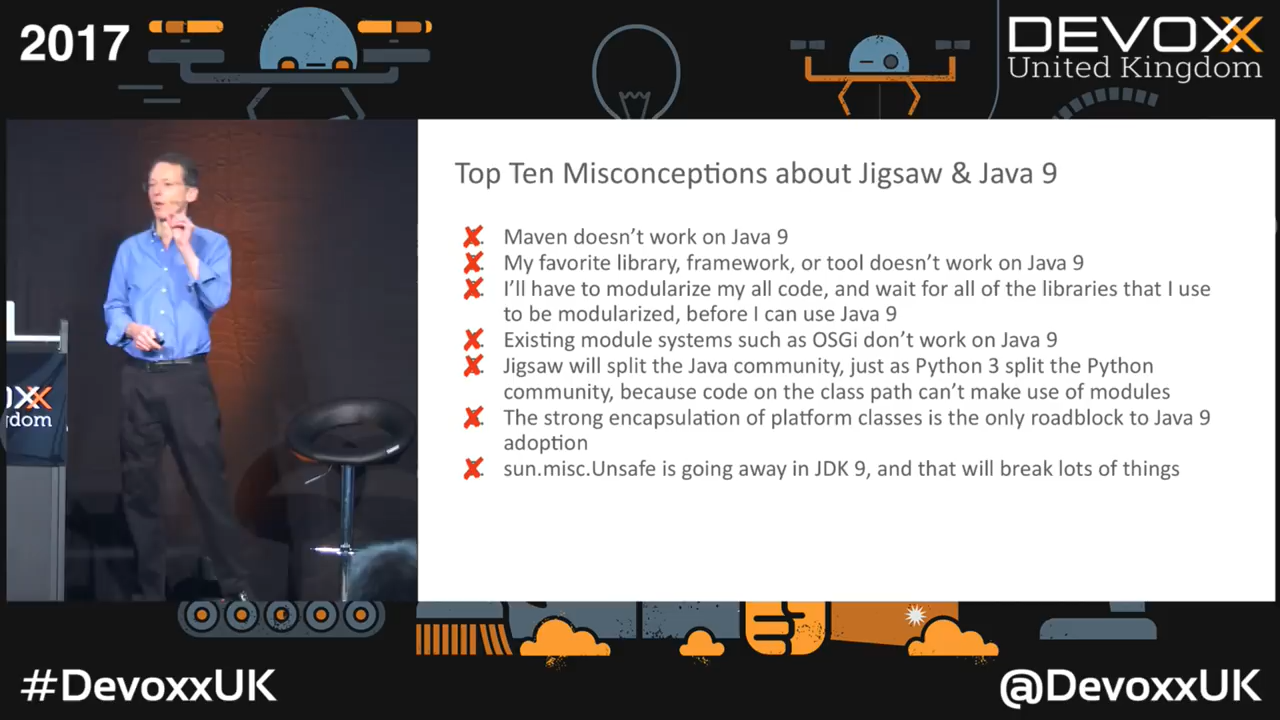 2017
DEVOXX
United Kingdom
Top Ten Misconceptions about Jigsaw & Java 9
Maven doesn't work on Java 9
My favorite library, framework, or tool doesn't work on Java 9
I'll have to modularize my all code, and wait for all of the libraries that I use
to be modularized, before I can use Java 9
Existing module systems such as OSGi don't work on Java 9
Jigsaw will split the Java community, just as Python 3 split the Python
community, because code on the class path can't make use of modules
The strong encapsulation of platform classes is the only roadblock to Java 9
adoption
sun.misc.Unsafe is going away in JDK 9, and that will break lots of things
OXX
gdom
#DevoxxUK
@DevoxxUK